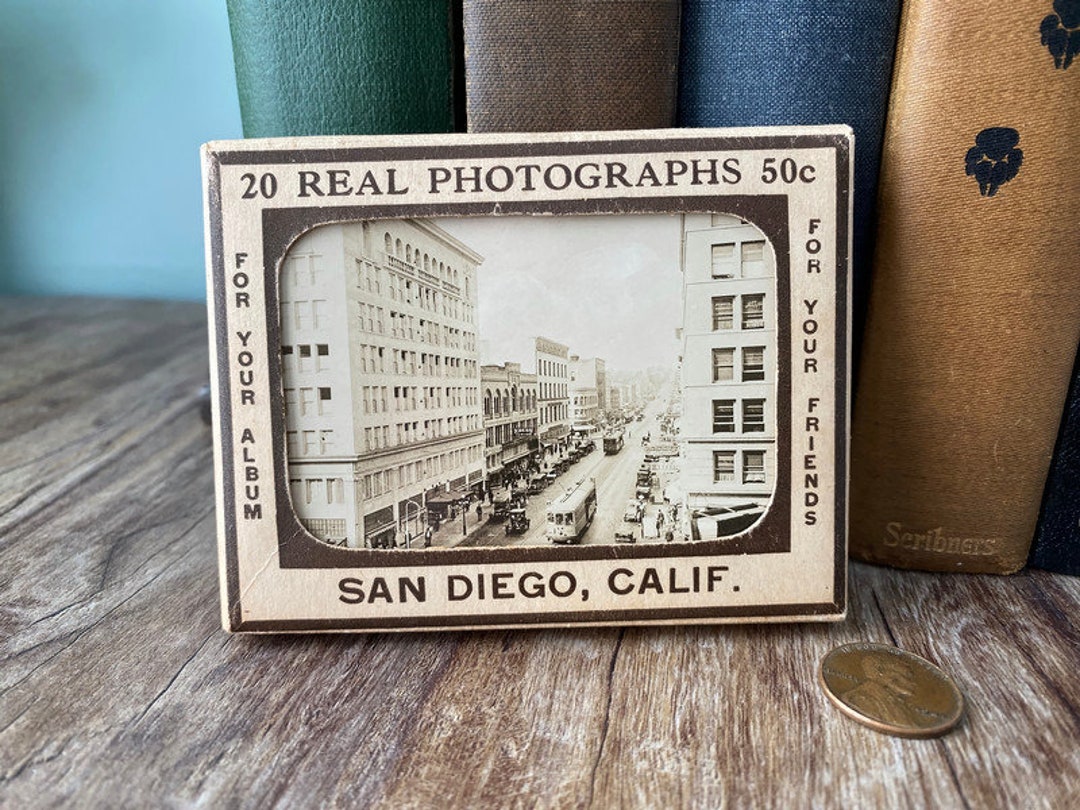 20 REAL PHOTOGRAPHS 50c
FOR YOUR ALBUM
FOR YOUR FRIENDS
SAN DIEGO, CALIF.
Scribners